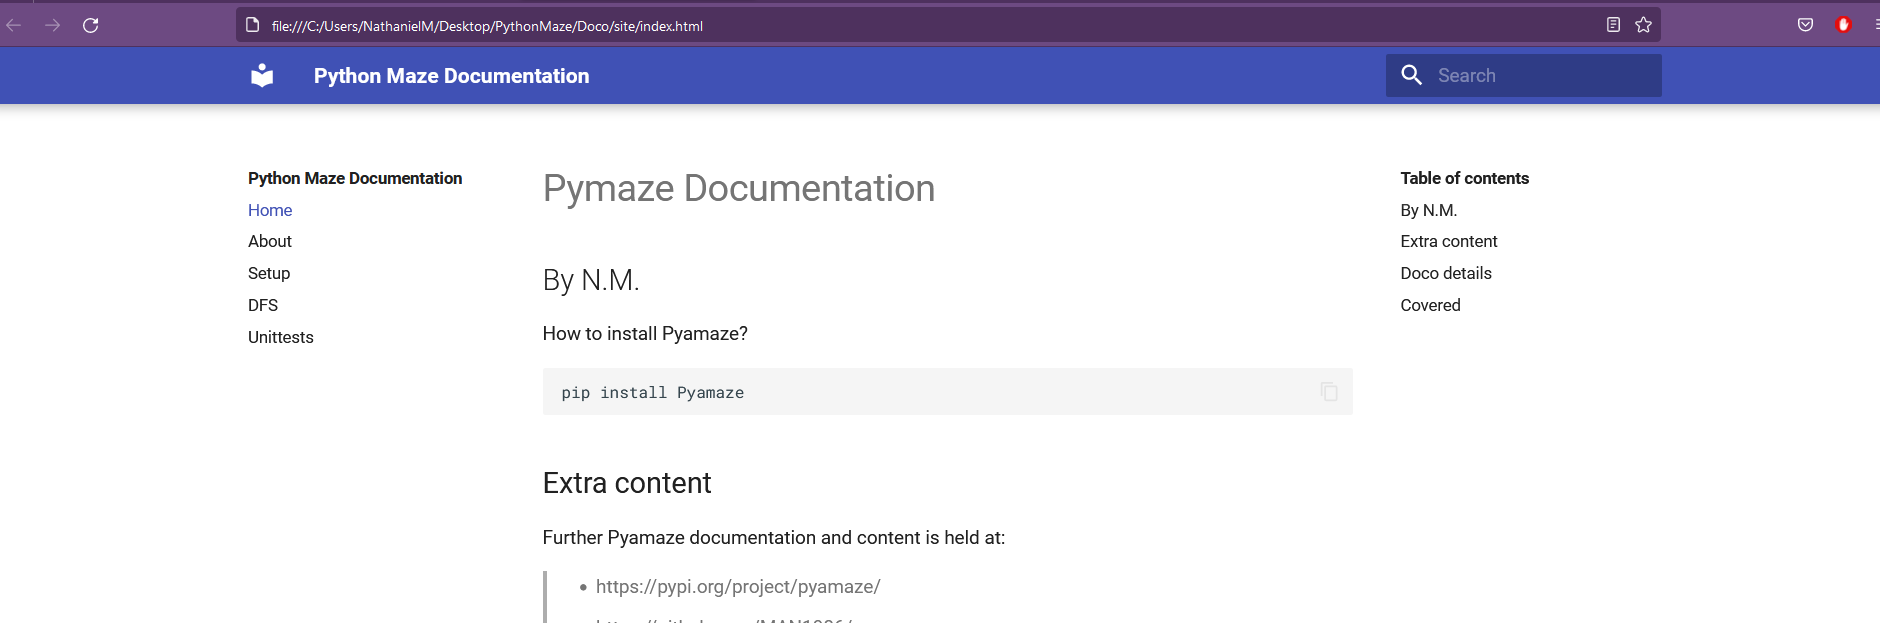 file:///C:/Users/NathanielM/Desktop/PythonMaze/Doco/site/index.html
Python Maze Documentation
Search
Python Maze Documentation
Home
About
Setup
DFS
Unittests
Pymaze Documentation
By N.M.
How to install Pyamaze?
pip install Pyamaze
Extra content
Further Pyamaze documentation and content is held at:
https://pypi.org/project/pyamaze/
Table of contents
By N.M.
Extra content
Doco details
Covered